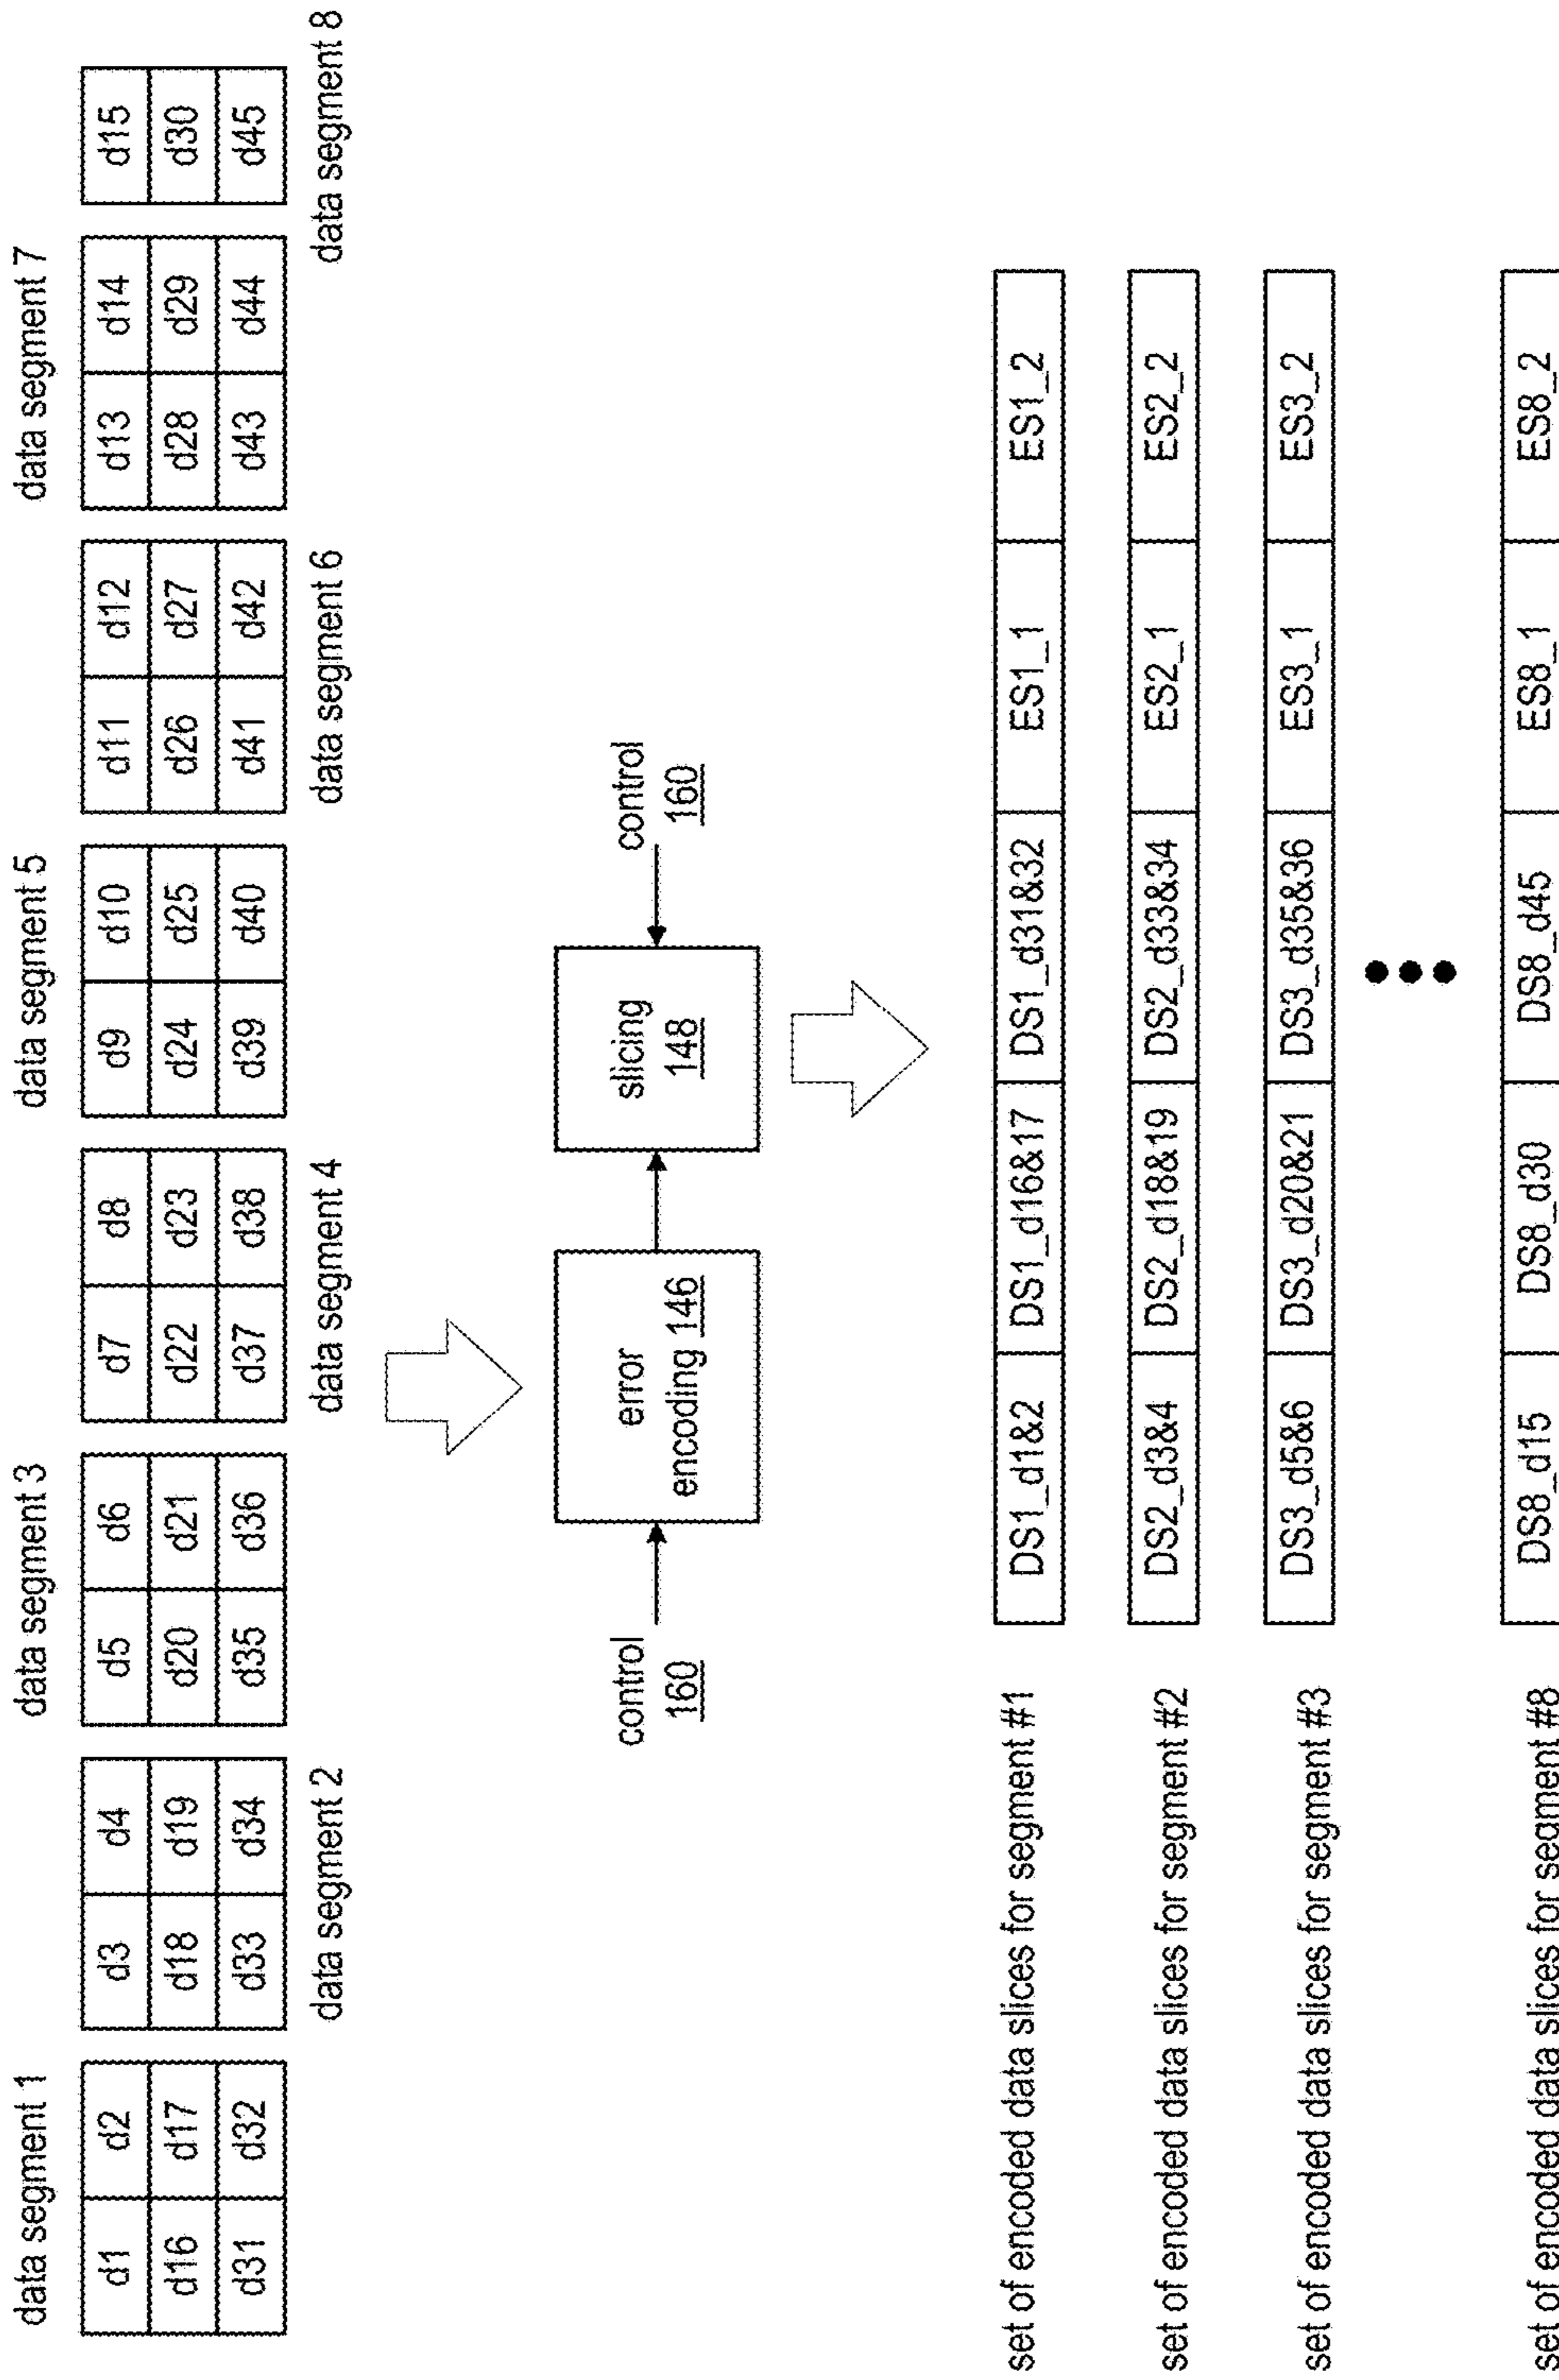 data segment 1
data segment 3
data segment 5
data segment 7
d1 d2 d3 d4 d5 d6 d7 d8 d9 d10 d11 d12 d13 d14 d15
d16 d17 d18 d19 d20 d21 d22 d23 d24 d25 d26 d27 d28 d29 d30
d31 d32 d33 d34 d35 d36 d37 d38 d39 d40 d41 d42 d43 d44 d45
data segment 2
data segment 4
data segment 6
data segment 8
control
160
error
encoding 146
slicing
148
control
160
set of encoded data slices for segment #1 DS1_d1&2 DS1_d16&17 DS1_d31&32 ES1_1 ES1_2
set of encoded data slices for segment #2 DS2_d3&4 DS2_d18&19 DS2_d33&34 ES2_1 ES2_2
set of encoded data slices for segment #3 DS3_d5&6 DS3_d20&21 DS3_d35&36 ES3_1 ES3_2
set of encoded data slices for segment #8 DS8_d15 DS8_d30 DS8_d45 ES8_1 ES8_2